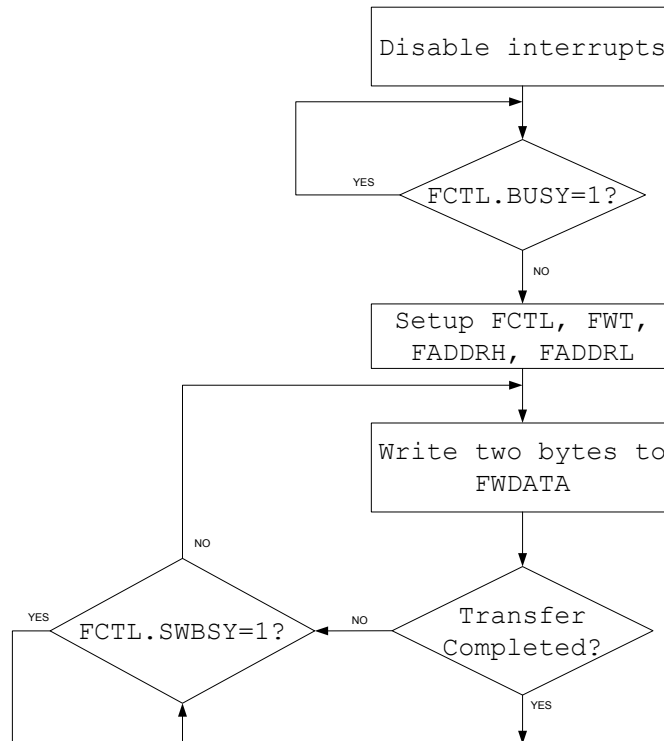 Disable interrupts
YES
FCTL.BUSY=1?
NO
Setup FCTL, FWT,
FADDRH, FADDRL
Write two bytes to
FWDATA
NO
YES
FCTL.SWBSY=1?
NO
Transfer
Completed?
YES